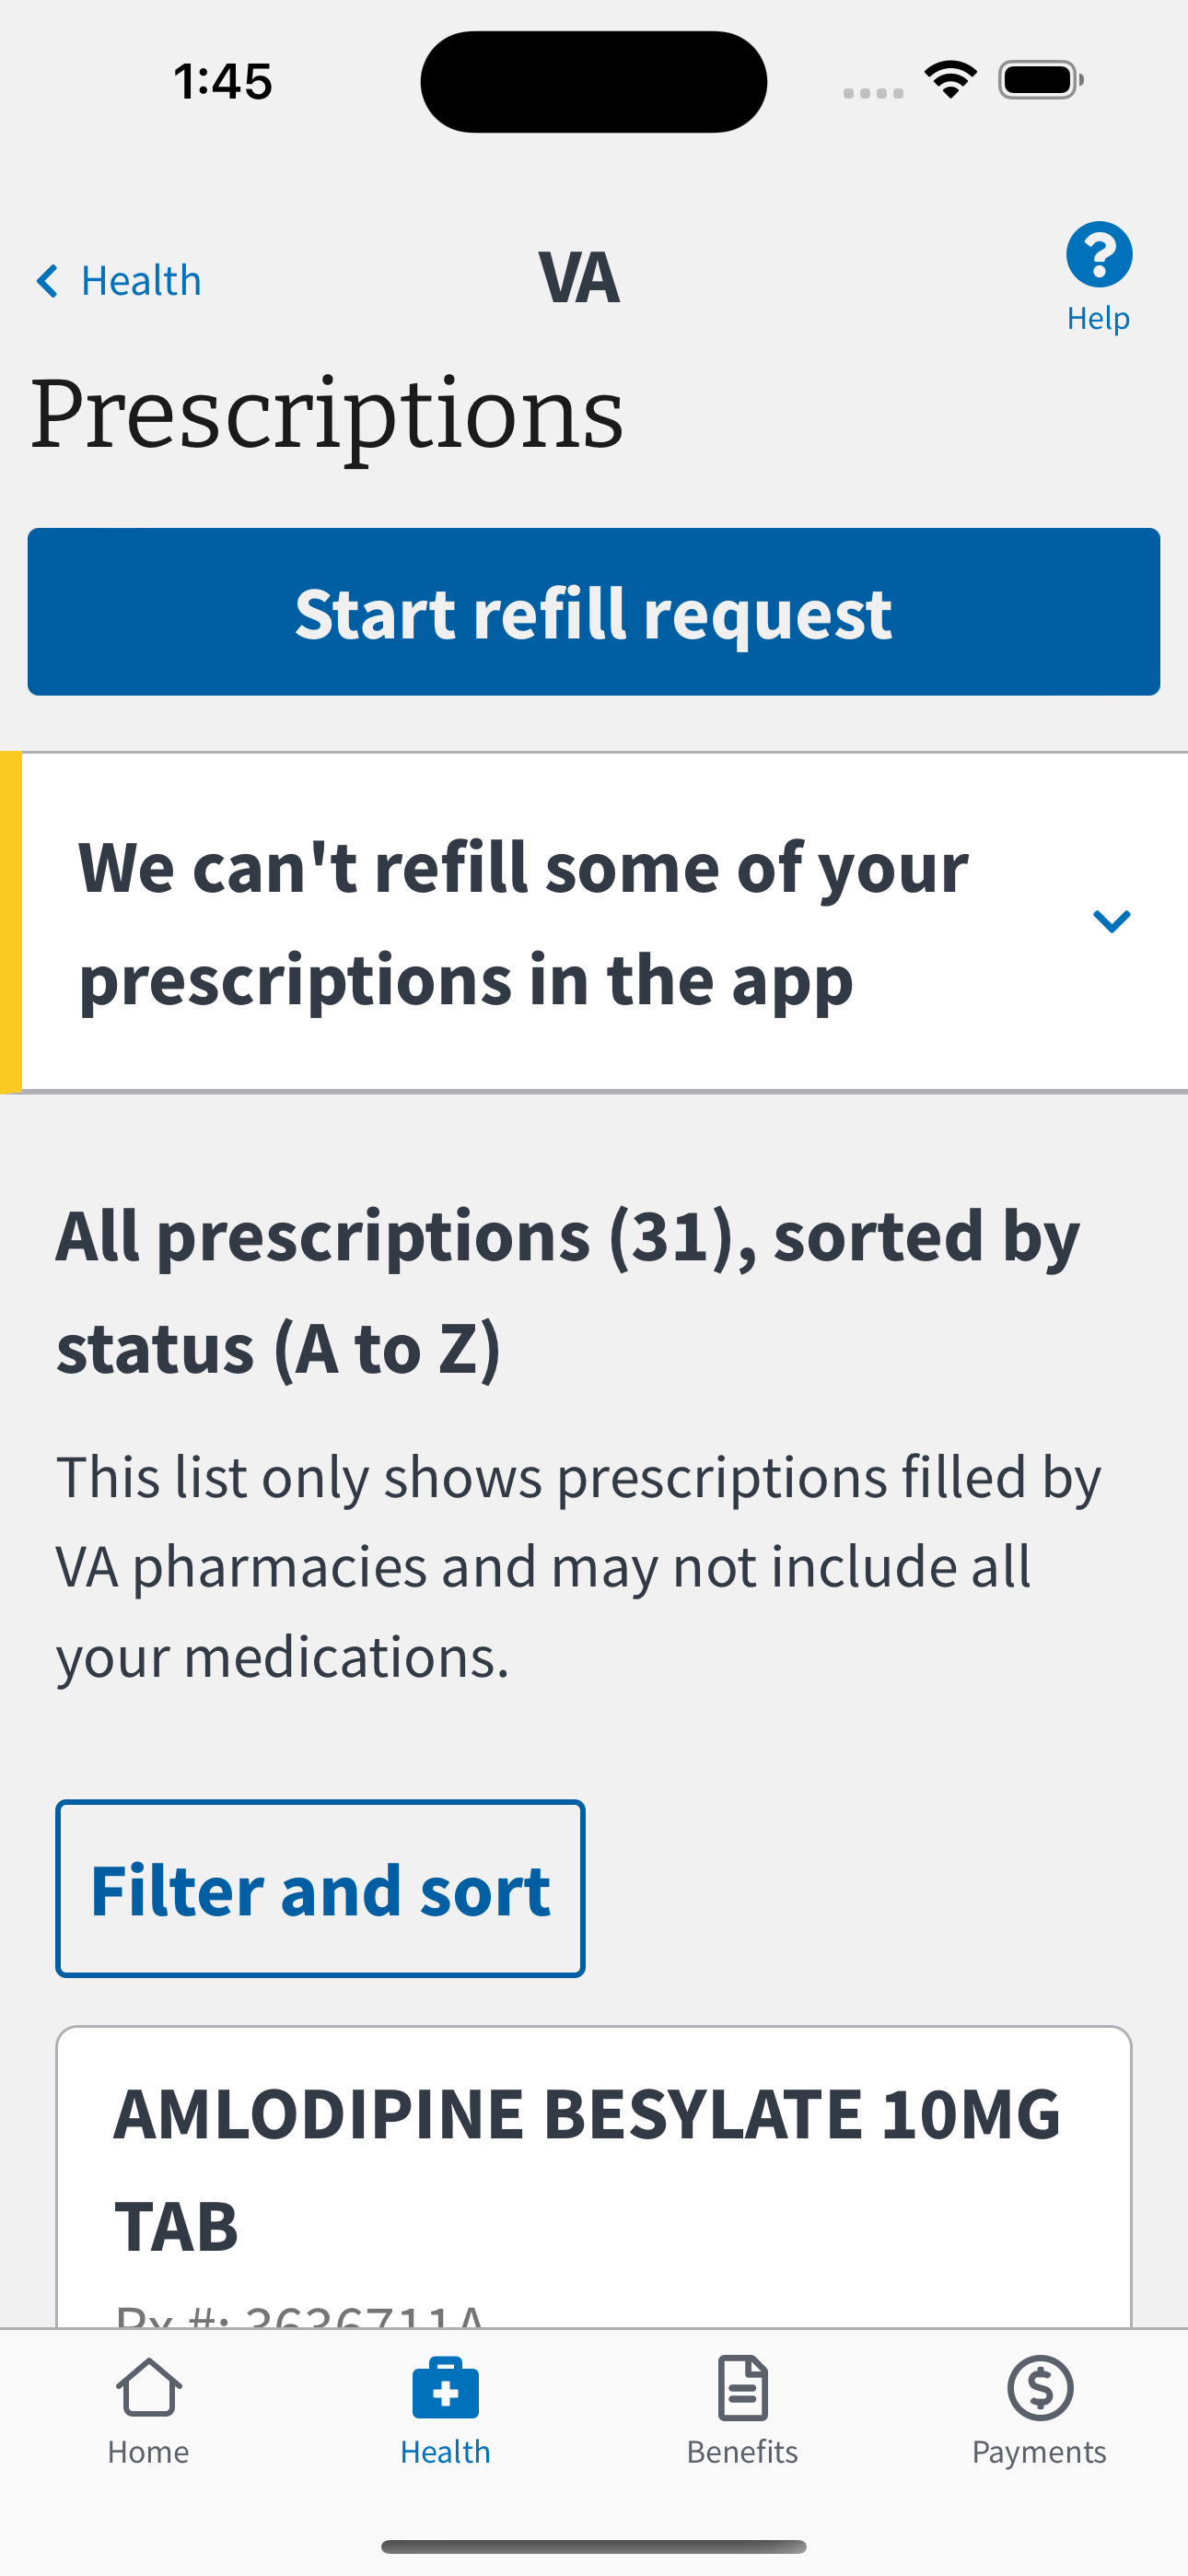 1:45
Health
VA
Help
Prescriptions
Start refill request
We can't refill some of your
prescriptions in the app
All prescriptions (31), sorted by
status (A to Z)
This list only shows prescriptions filled by
VA pharmacies and may not include all
your medications.
Filter and sort
AMLODIPINE BESYLATE 10MG
TAB
Rx #: 3636711A
Home
Health
Benefits
Payments